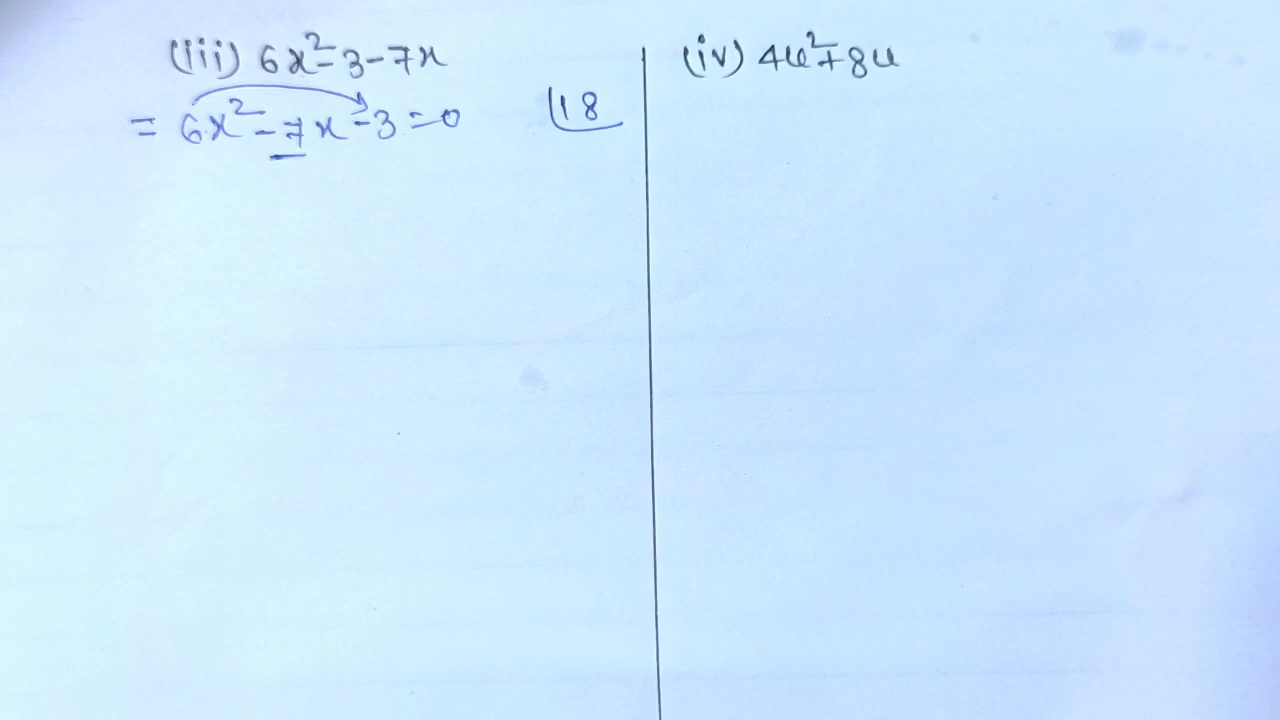 (iii) 6x²-3-7x
= 6x²-7x-3=0
18
(iv) 4u²+8u